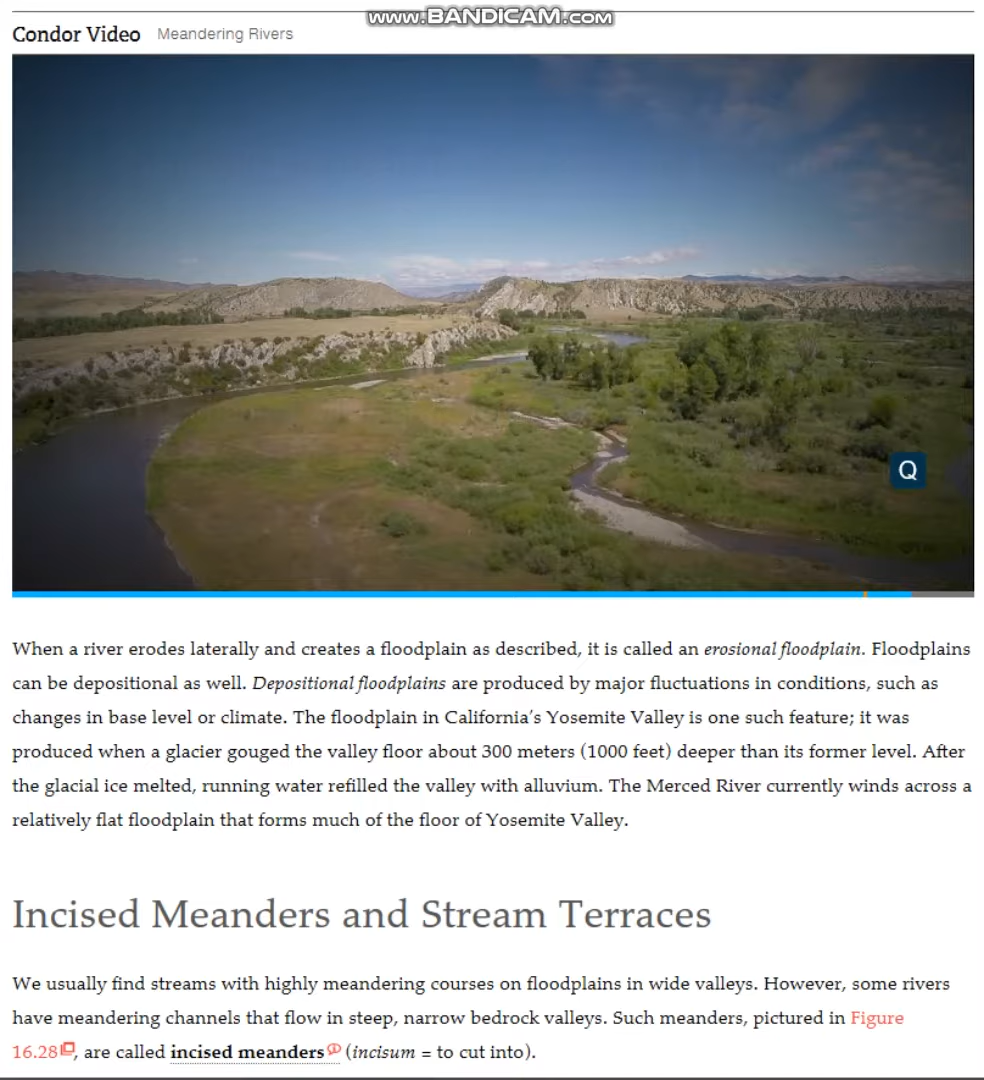 www.BANDICAM.com
Condor Video Meandering Rivers
Q
When a river erodes laterally and creates a floodplain as described, it is called an erosional floodplain. Floodplains
can be depositional as well. Depositional floodplains are produced by major fluctuations in conditions, such as
changes in base level or climate. The floodplain in California’s Yosemite Valley is one such feature; it was
produced when a glacier gouged the valley floor about 300 meters (1000 feet) deeper than its former level. After
the glacial ice melted, running water refilled the valley with alluvium. The Merced River currently winds across a
relatively flat floodplain that forms much of the floor of Yosemite Valley.
Incised Meanders and Stream Terraces
We usually find streams with highly meandering courses on floodplains in wide valleys. However, some rivers
have meandering channels that flow in steep, narrow bedrock valleys. Such meanders, pictured in Figure
16.28, are called incised meanders (incisum = to cut into).